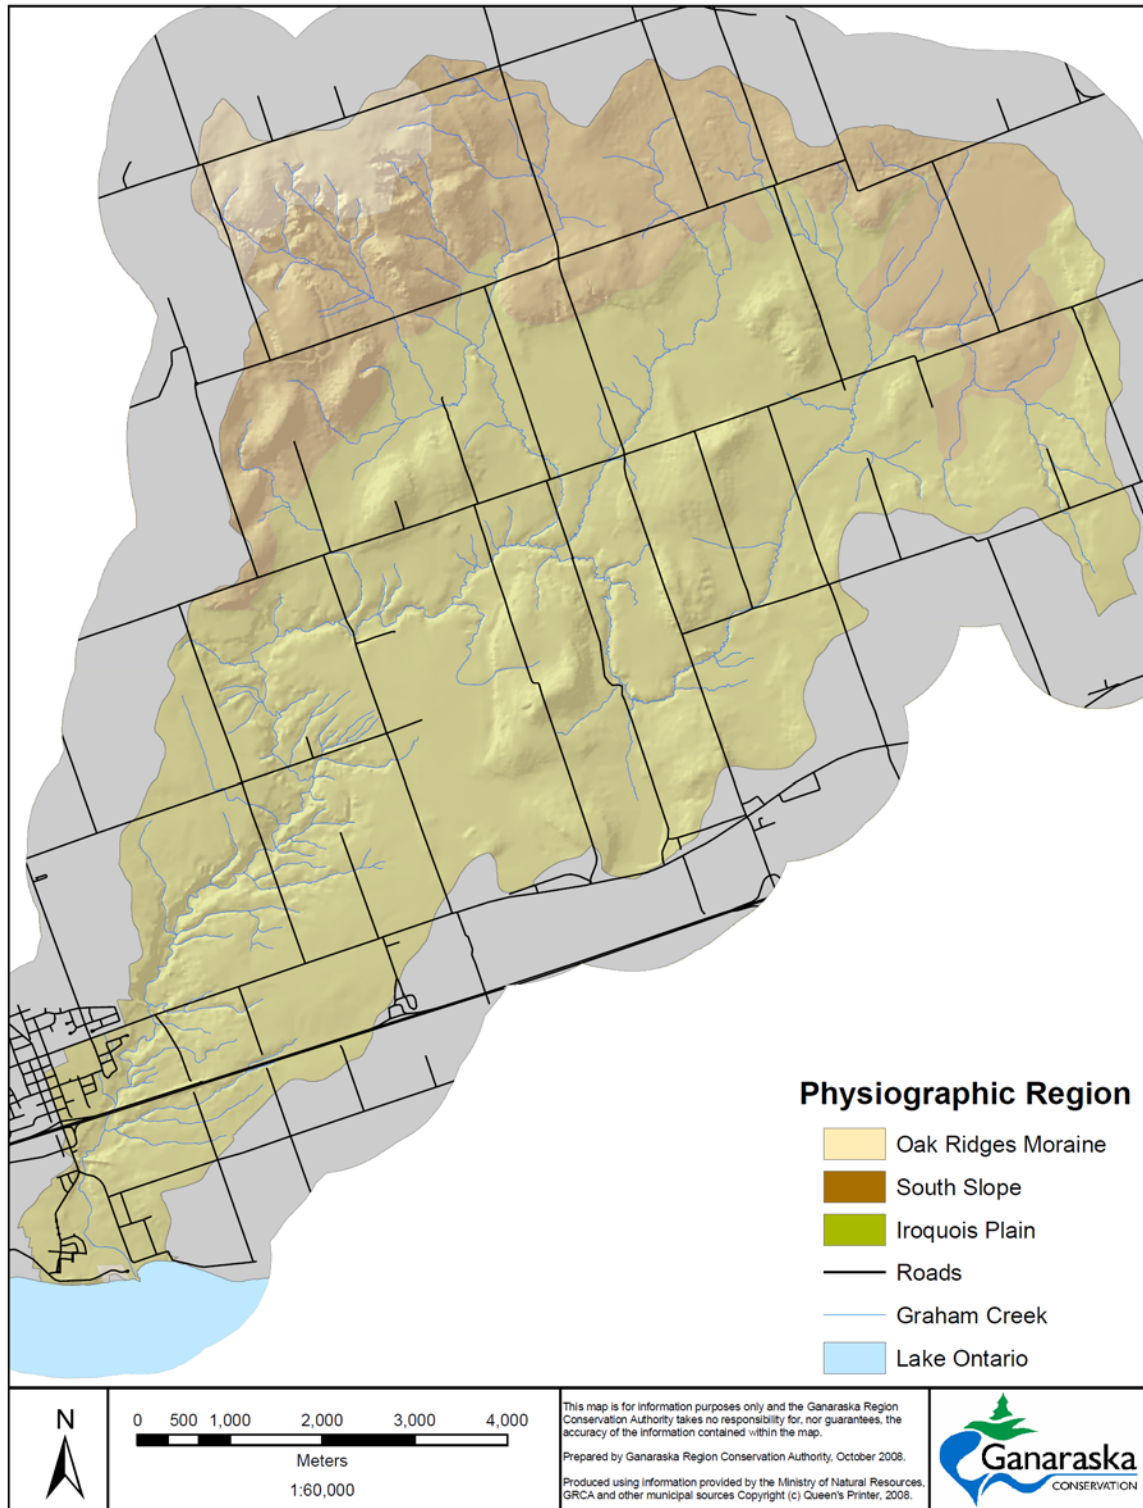 Physiographic Region
Oak Ridges Moraine
South Slope
Iroquois Plain
Roads
Graham Creek
Lake Ontario
N
0 500 1,000 2,000 3,000 4,000
Meters
1:60,000
This map is for information purposes only and the Ganaraska Region
Conservation Authority takes no responsibility for, nor guarantees, the
accuracy of the information contained within the map.
Prepared by Ganaraska Region Conservation Authority, October 2008.
Produced using information provided by the Ministry of Natural Resources,
GRCA and other municipal sources Copyright (c) Queen's Printer, 2008.
Ganaraska
CONSERVATION